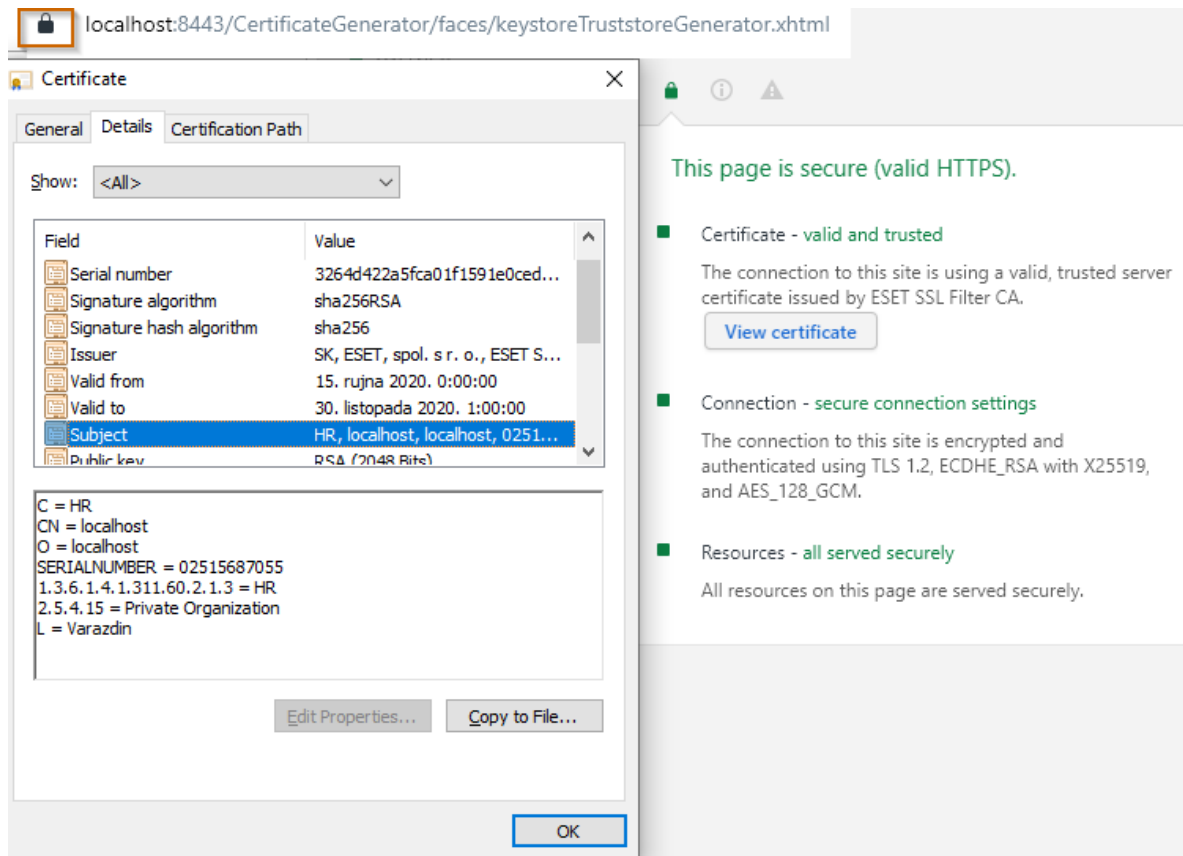 localhost:8443/CertificateGenerator/faces/keystoreTruststoreGenerator.xhtml
Certificate
General Details Certification Path
Show: <All>
Field Value
Serial number 3264d422a5fca01f1591e0ced...
Signature algorithm sha256RSA
Signature hash algorithm sha256
Issuer SK, ESET, spol. s r. o., ESET S...
Valid from 15. rujna 2020. 0:00:00
Valid to 30. listopada 2020. 1:00:00
Subject HR, localhost, localhost, 0251...
Public key RSA (2048 Bits)
C = HR
CN = localhost
O = localhost
SERIALNUMBER = 02515687055
1.3.6.1.4.1.311.60.2.1.3 = HR
2.5.4.15 = Private Organization
L = Varazdin
Edit Properties... Copy to File...
OK
This page is secure (valid HTTPS).
Certificate - valid and trusted
The connection to this site is using a valid, trusted server
certificate issued by ESET SSL Filter CA.
View certificate
Connection - secure connection settings
The connection to this site is encrypted and
authenticated using TLS 1.2, ECDHE_RSA with X25519,
and AES_128_GCM.
Resources - all served securely
All resources on this page are served securely.